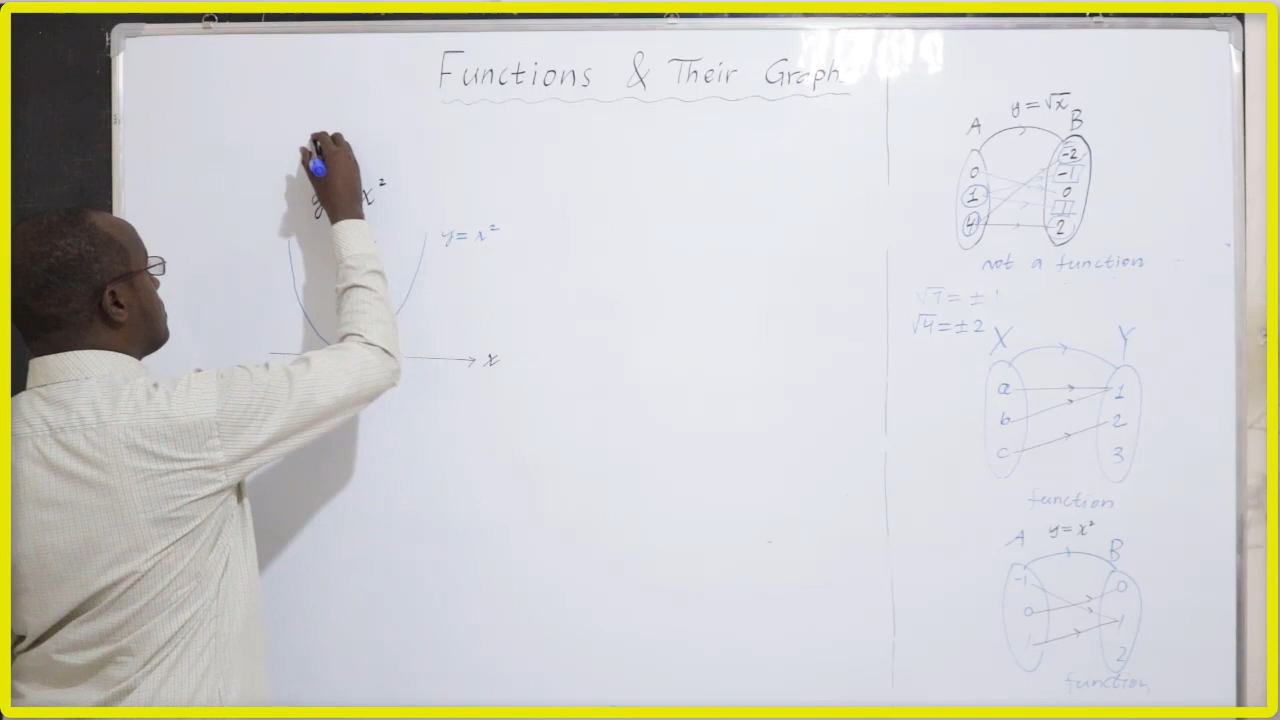 Functions & Their Graph
x²
y = x²
x
y = √x
A B
0
1
4
-2
-1
0
1
2
not a function
√1 = ± 1
√4 = ± 2
X Y
a
b
c
1
2
3
function
y = x²
A B
-1
0
1
0
1
2
function